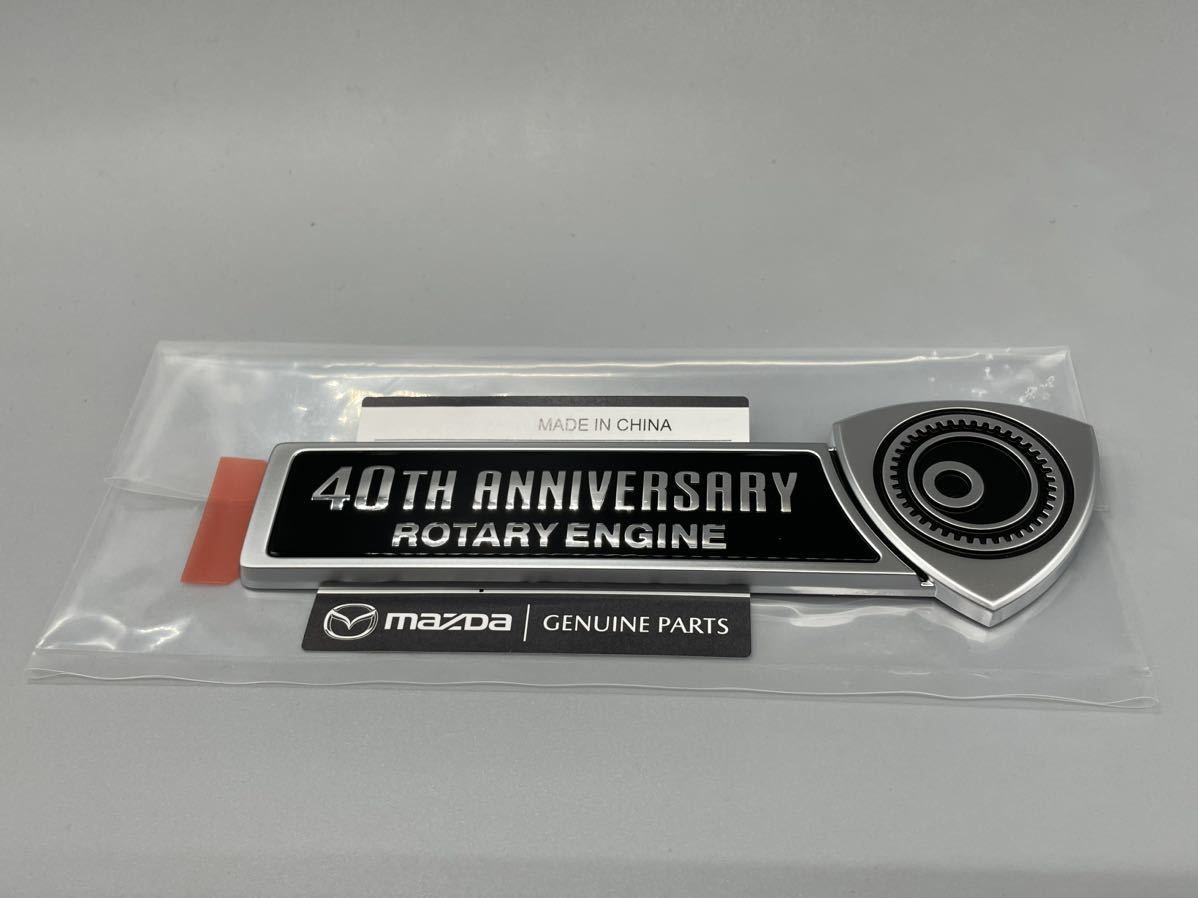 MADE IN CHINA
40TH ANNIVERSARY
ROTARY ENGINE
mazda | GENUINE PARTS